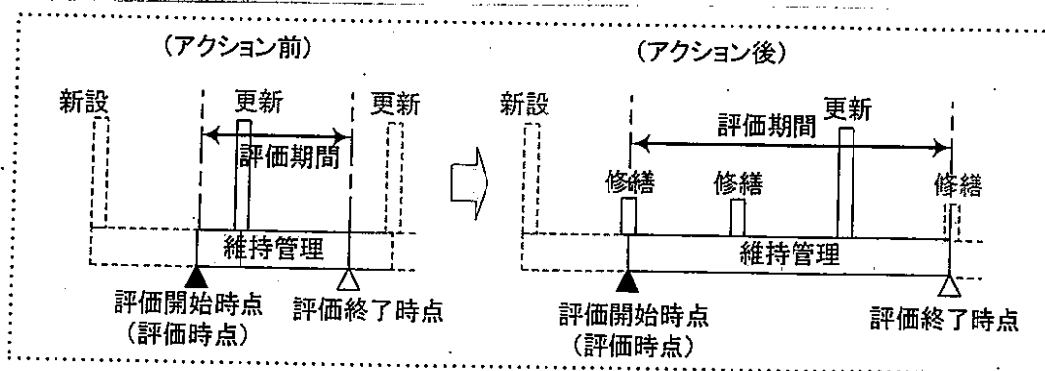 (アクション前)
新設
更新
更新
評価期間
維持管理
評価開始時点
(評価時点)
評価終了時点
(アクション後)
新設
更新
評価期間
修繕
修繕
修繕
維持管理
評価開始時点
(評価時点)
評価終了時点